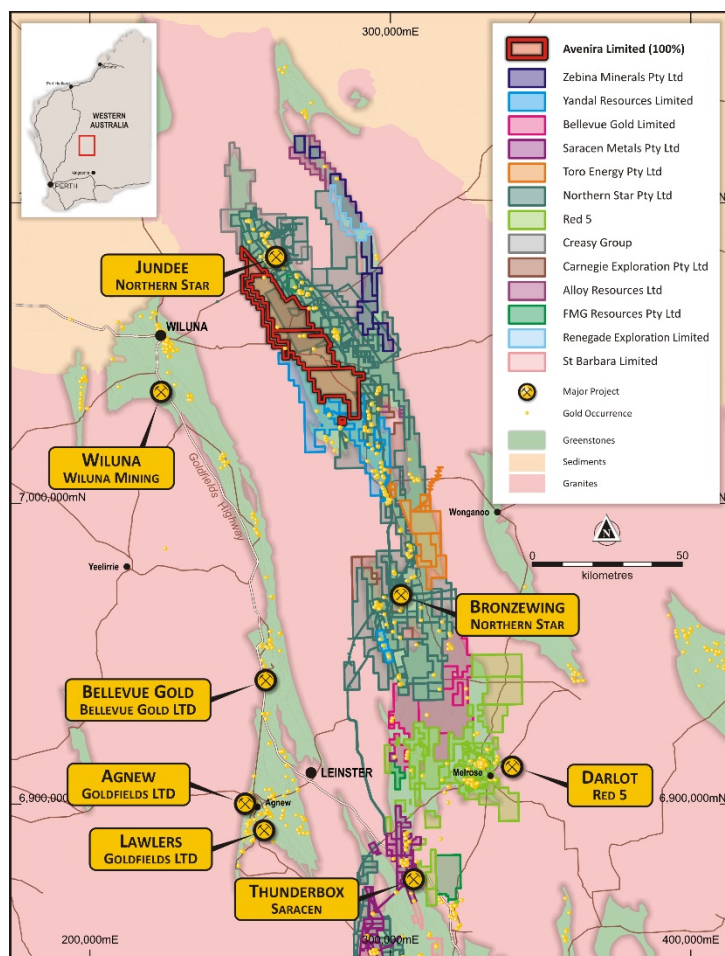 300,000mE
Port Hedland
WESTERN
AUSTRALIA
Kalgoorlie
PERTH
Avenira Limited (100%)
Zebina Minerals Pty Ltd
Yandal Resources Limited
Bellevue Gold Limited
Saracen Metals Pty Ltd
Toro Energy Pty Ltd
Northern Star Pty Ltd
Red 5
Creasy Group
Carnegie Exploration Pty Ltd
Alloy Resources Ltd
FMG Resources Pty Ltd
Renegade Exploration Limited
St Barbara Limited
Major Project
Gold Occurrence
Greenstones
Sediments
Granites
JUNDEE
NORTHERN STAR
WILUNA
WILUNA
WILUNA MINING
Goldfields Highway
7,000,000mN
Wonganoo
0
50
kilometres
Yeelirrie
BRONZEWING
NORTHERN STAR
BELLEVUE GOLD
BELLEVUE GOLD LTD
LEINSTER
Melrose
DARLOT
RED 5
AGNEW
GOLDFIELDS LTD
Agnew
6,900,000mN
6,900,000mN
LAWLERS
GOLDFIELDS LTD
THUNDERBOX
SARACEN
200,000mE
300,000mE
400,000mE